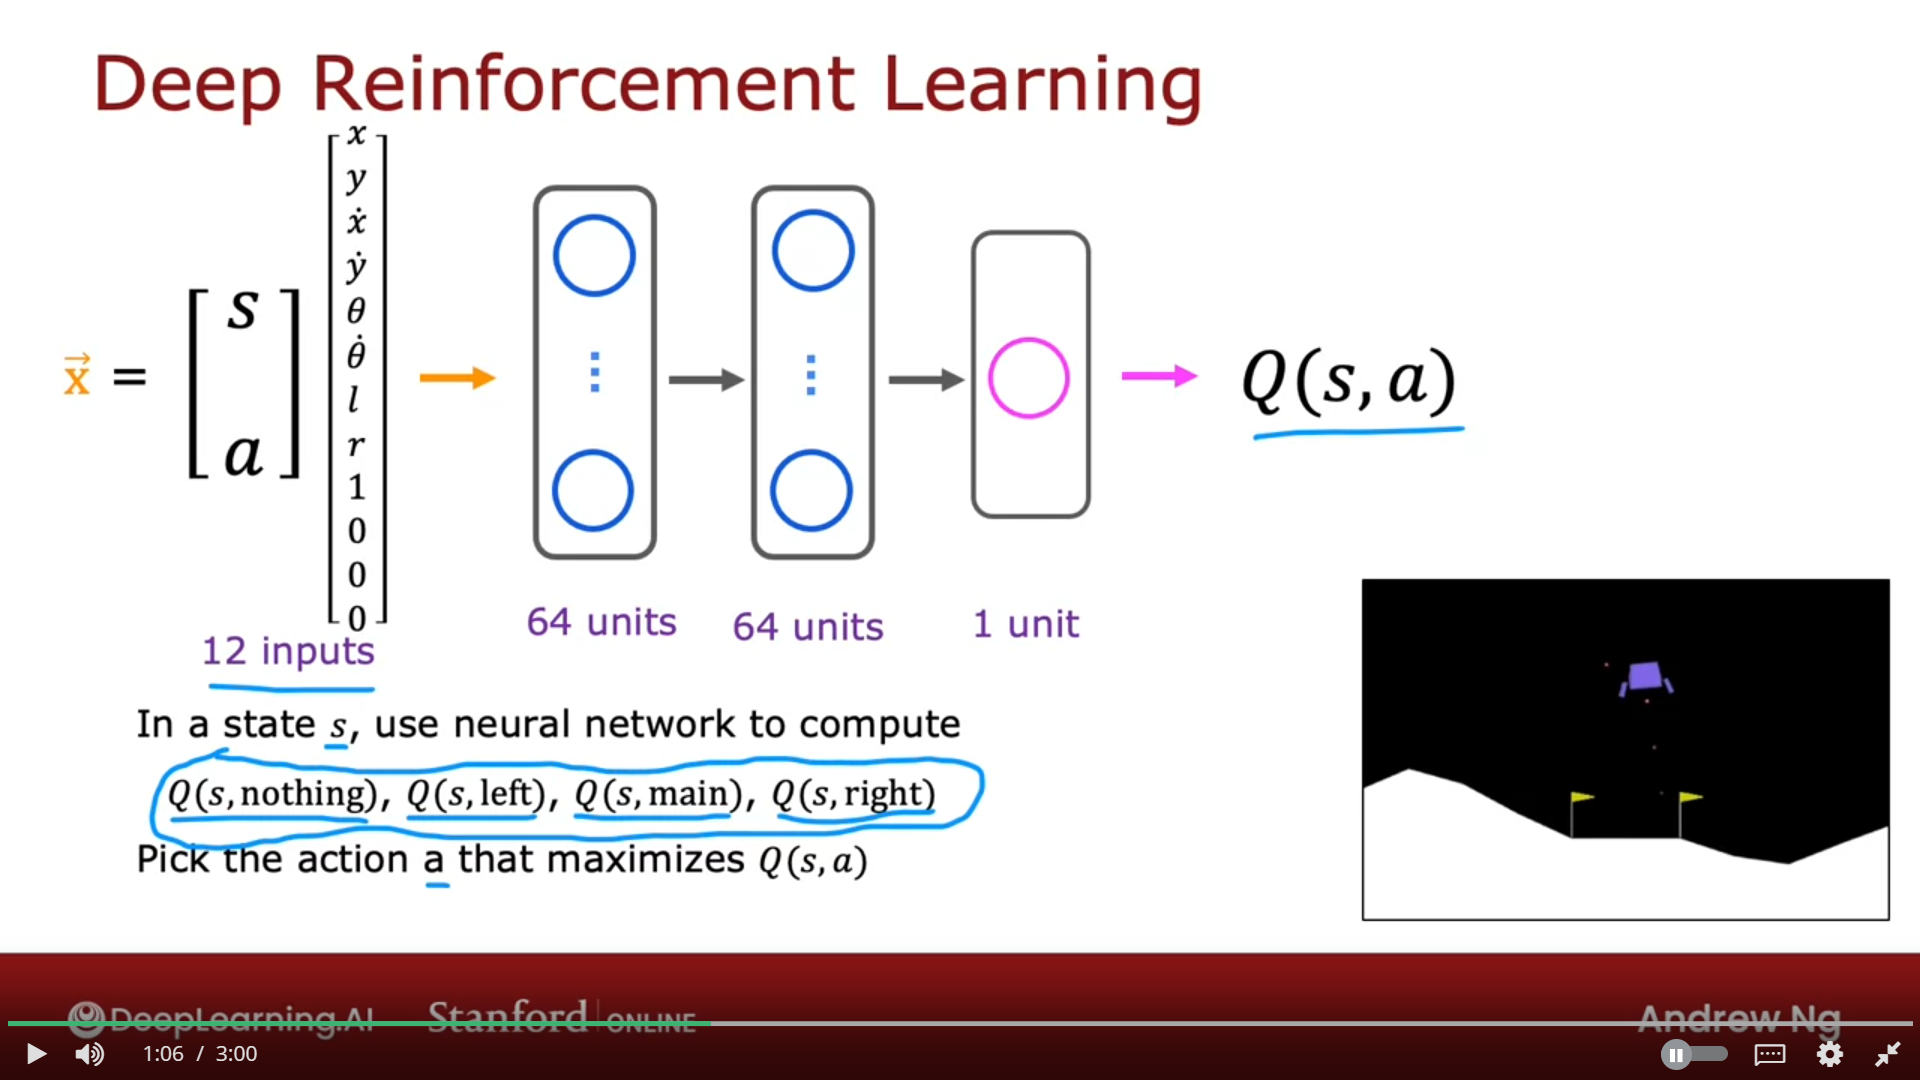 Deep Reinforcement Learning
x⃗ = [ s a ]
x
y
ẋ
ẏ
θ
θ̇
l
r
1
0
0
0
Q(s, a)
12 inputs
64 units
64 units
1 unit
In a state s, use neural network to compute
Q(s, nothing), Q(s, left), Q(s, main), Q(s, right)
Pick the action a that maximizes Q(s, a)
DeepLearning.AI
Stanford ONLINE
Andrew Ng
1:06 / 3:00